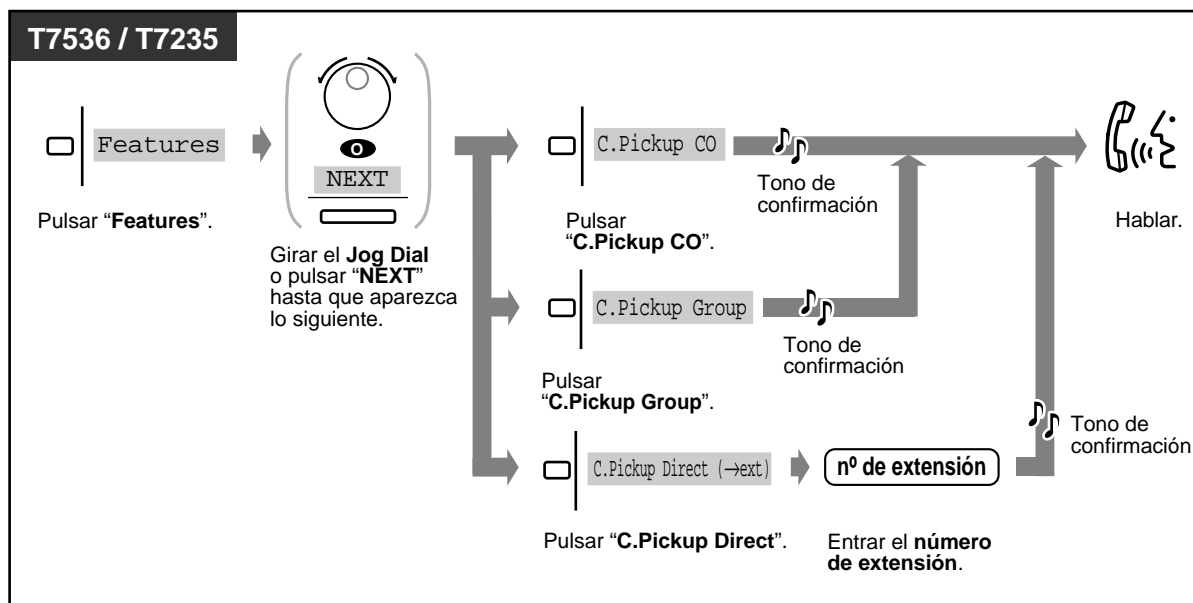 T7536 / T7235
Features
Pulsar “Features”.
O
NEXT
Girar el Jog Dial
o pulsar “NEXT”
hasta que aparezca
lo siguiente.
C.Pickup CO
Pulsar
“C.Pickup CO”.
Tono de
confirmación
C.Pickup Group
Pulsar
“C.Pickup Group”.
Tono de
confirmación
C.Pickup Direct (→ext)
Pulsar “C.Pickup Direct”.
nº de extensión
Entrar el número
de extensión.
Tono de
confirmación
Hablar.